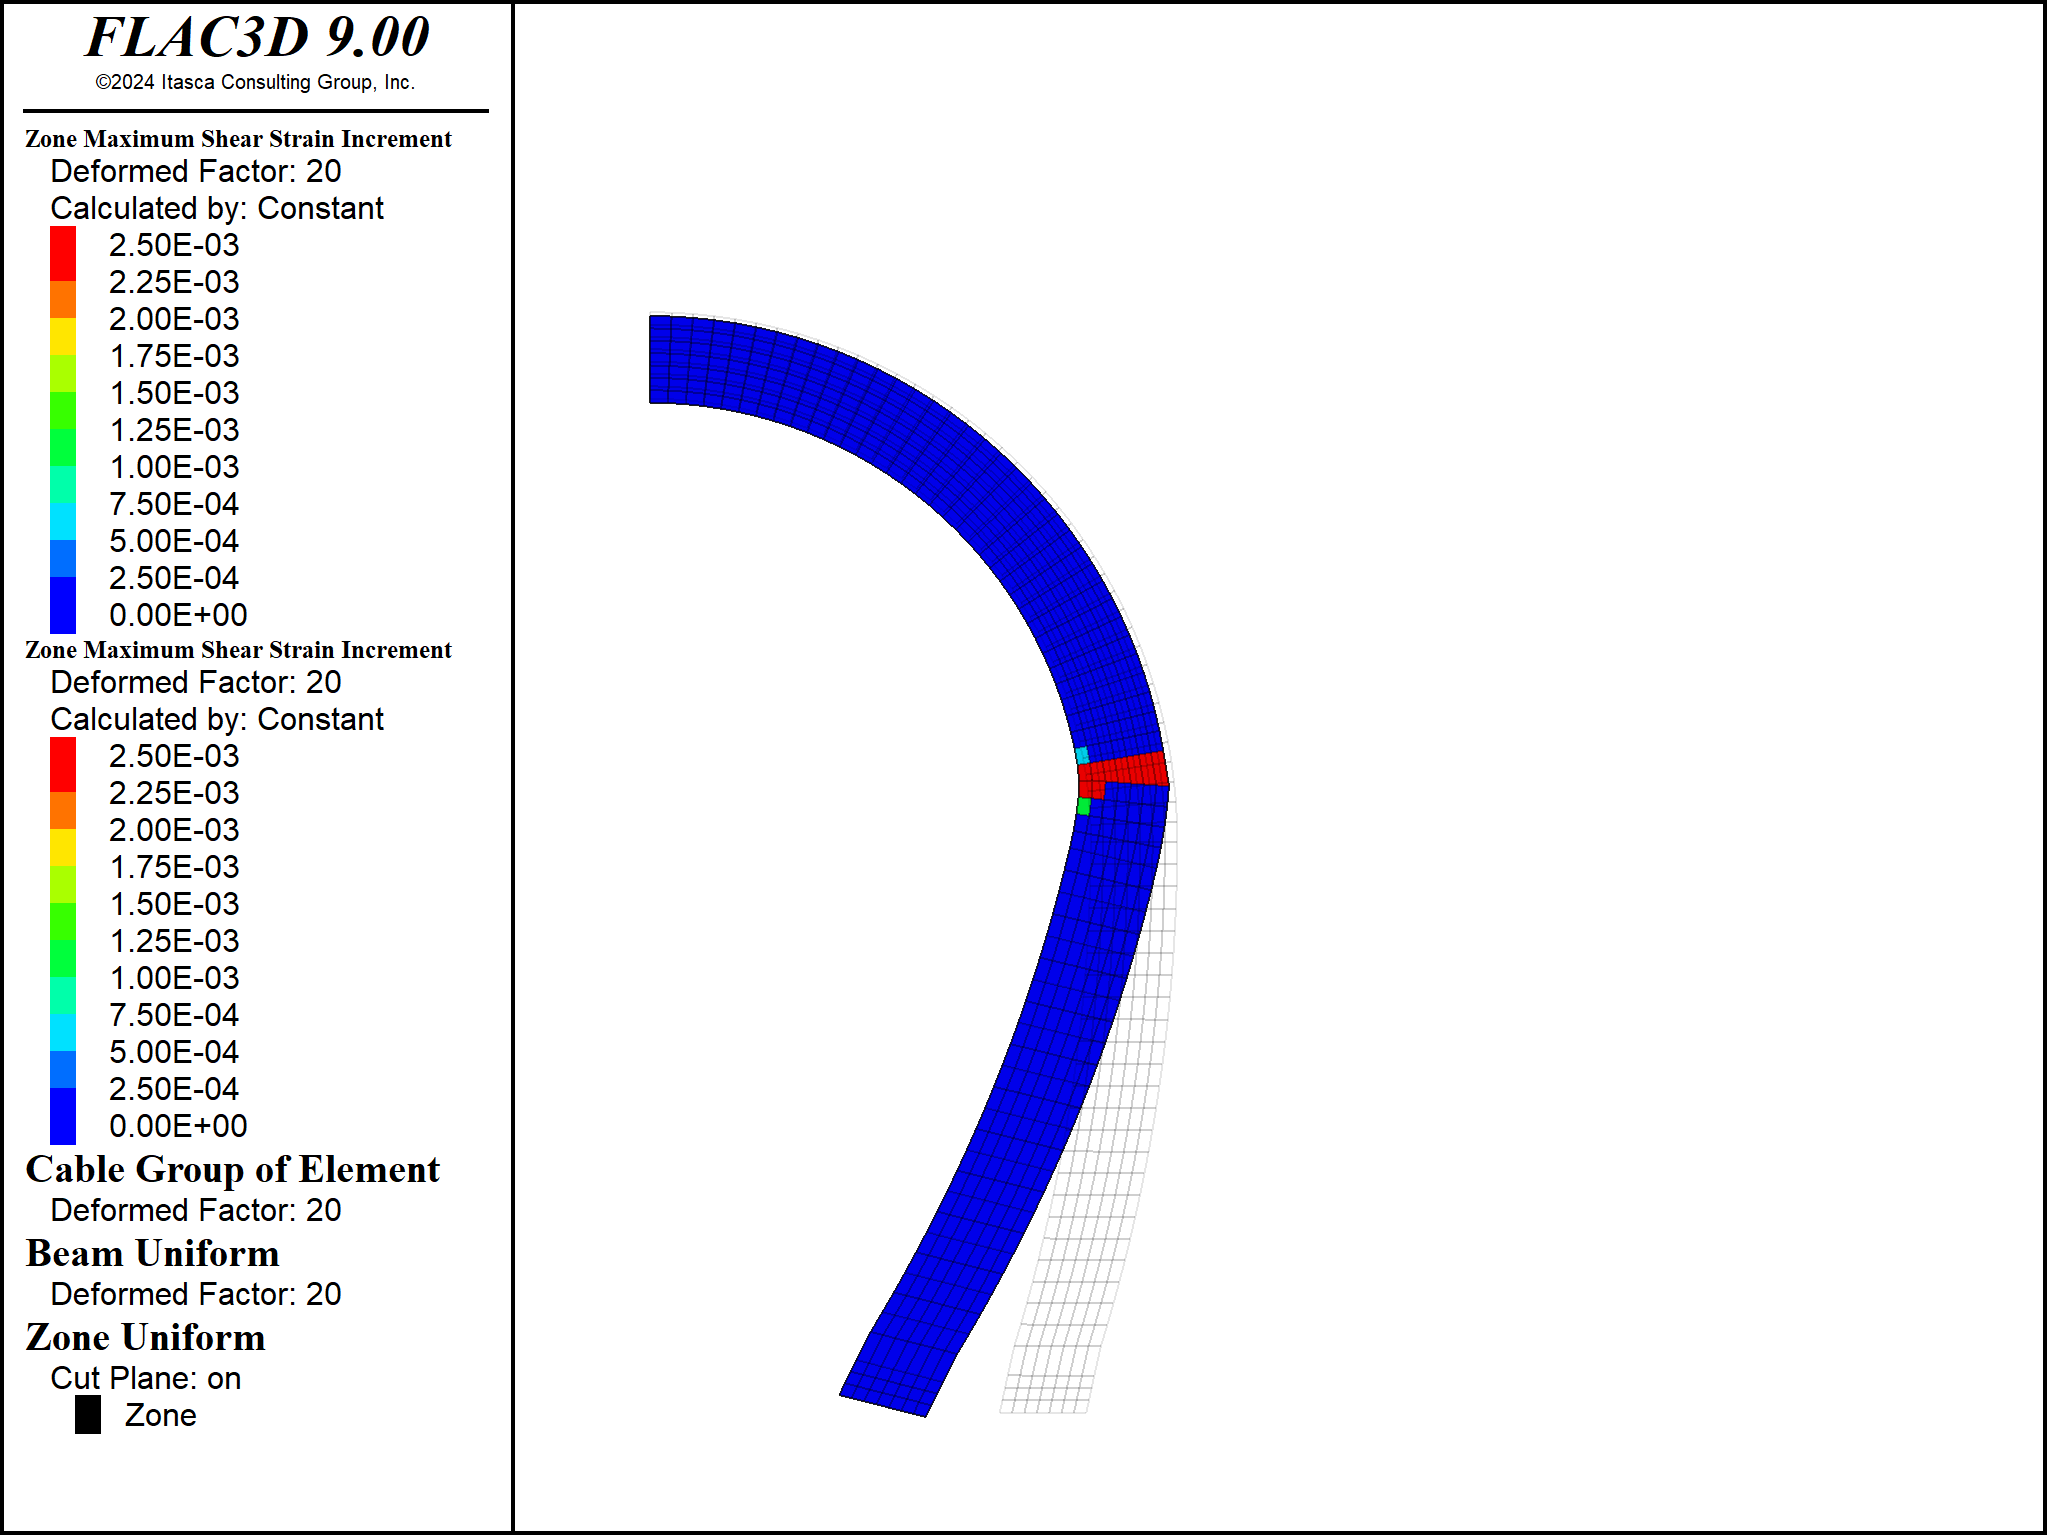 FLAC3D 9.00
©2024 Itasca Consulting Group, Inc.
Zone Maximum Shear Strain Increment
Deformed Factor: 20
Calculated by: Constant
2.50E-03
2.25E-03
2.00E-03
1.75E-03
1.50E-03
1.25E-03
1.00E-03
7.50E-04
5.00E-04
2.50E-04
0.00E+00
Zone Maximum Shear Strain Increment
Deformed Factor: 20
Calculated by: Constant
2.50E-03
2.25E-03
2.00E-03
1.75E-03
1.50E-03
1.25E-03
1.00E-03
7.50E-04
5.00E-04
2.50E-04
0.00E+00
Cable Group of Element
Deformed Factor: 20
Beam Uniform
Deformed Factor: 20
Zone Uniform
Cut Plane: on
Zone